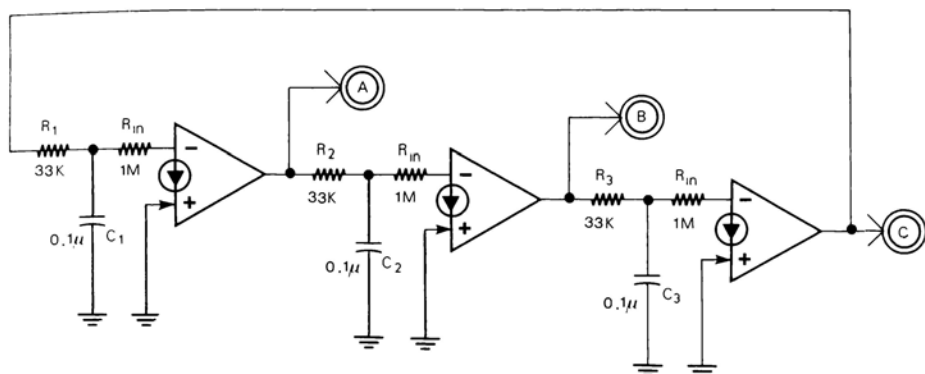 A
B
C
R1
33K
Rin
1M
−
+
0.1μ
C1
R2
33K
Rin
1M
−
+
0.1μ
C2
R3
33K
Rin
1M
−
+
0.1μ
C3